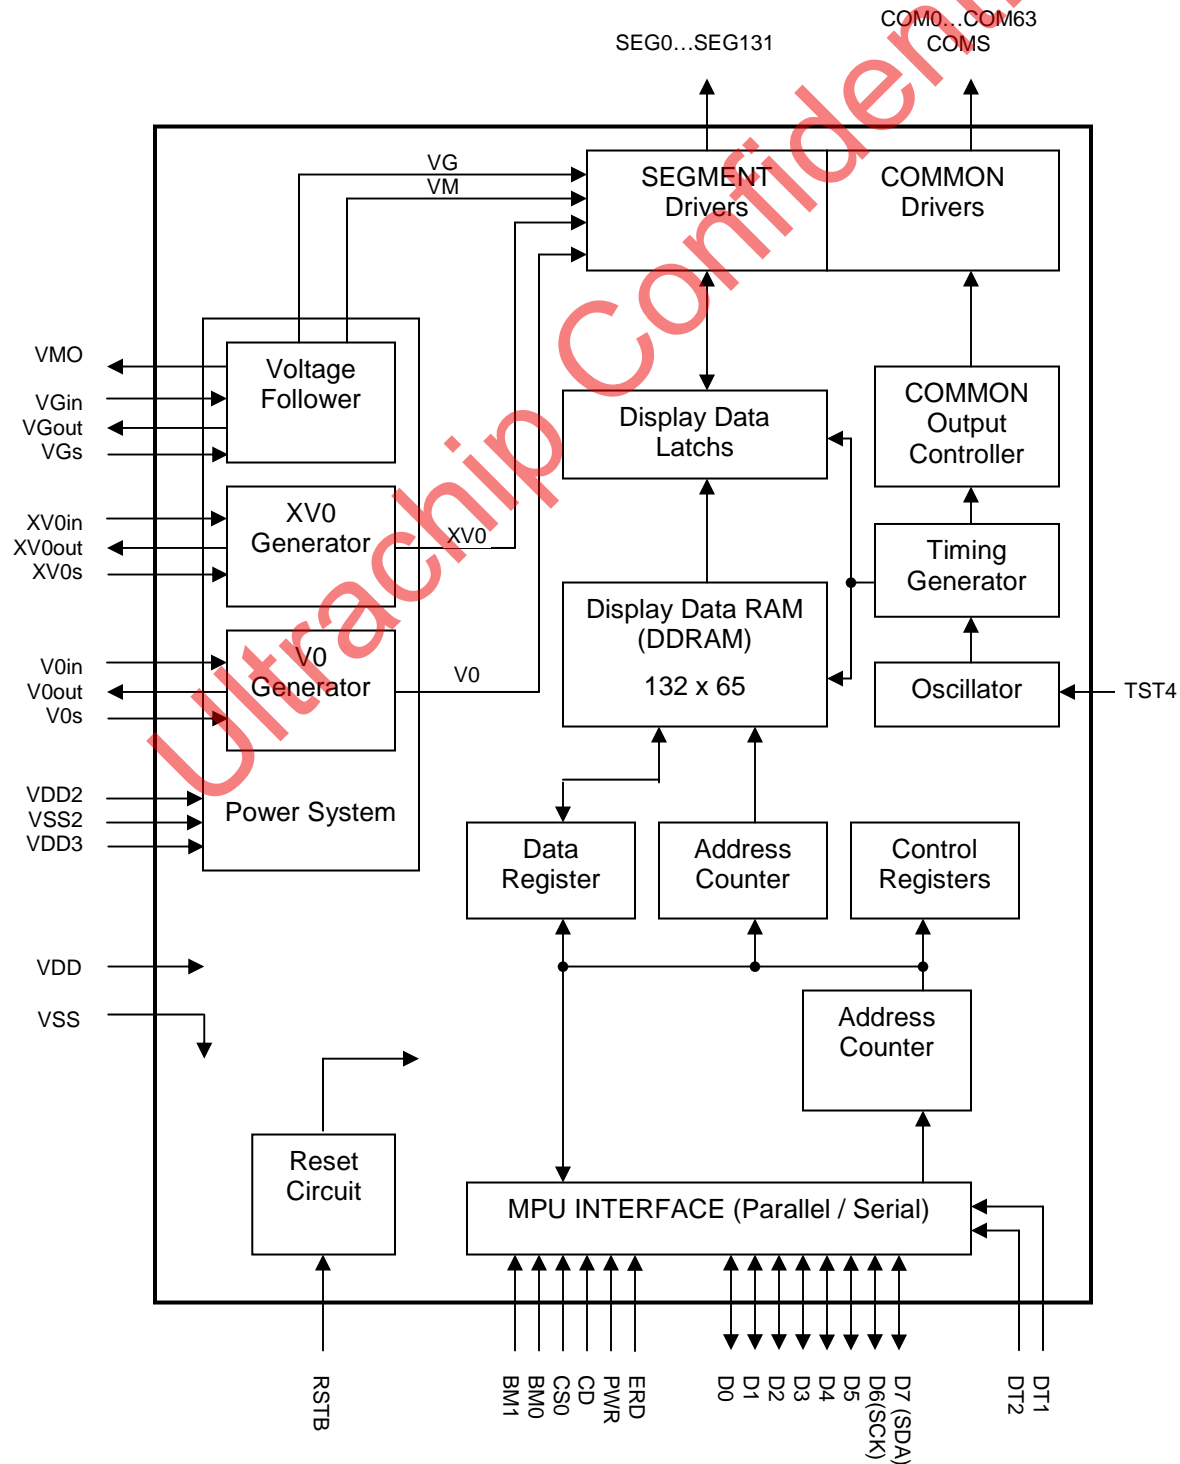 COM0...COM63
COMS
SEG0...SEG131
VG
VM
SEGMENT
Drivers
COMMON
Drivers
VMO
VGin
VGout
VGs
Voltage
Follower
Display Data
Latchs
COMMON
Output
Controller
XV0in
XV0out
XV0s
XV0
Generator
XV0
Timing
Generator
Display Data RAM
(DDRAM)
132 x 65
V0in
V0out
V0s
V0
Generator
V0
Oscillator
TST4
VDD2
VSS2
VDD3
Power System
Data
Register
Address
Counter
Control
Registers
VDD
VSS
Address
Counter
Reset
Circuit
MPU INTERFACE (Parallel / Serial)
RSTB
BM1
BM0
CS0
CD
PWR
ERD
D0
D1
D2
D3
D4
D5
D6(SCK)
D7 (SDA)
DT2
DT1
Ultrachip